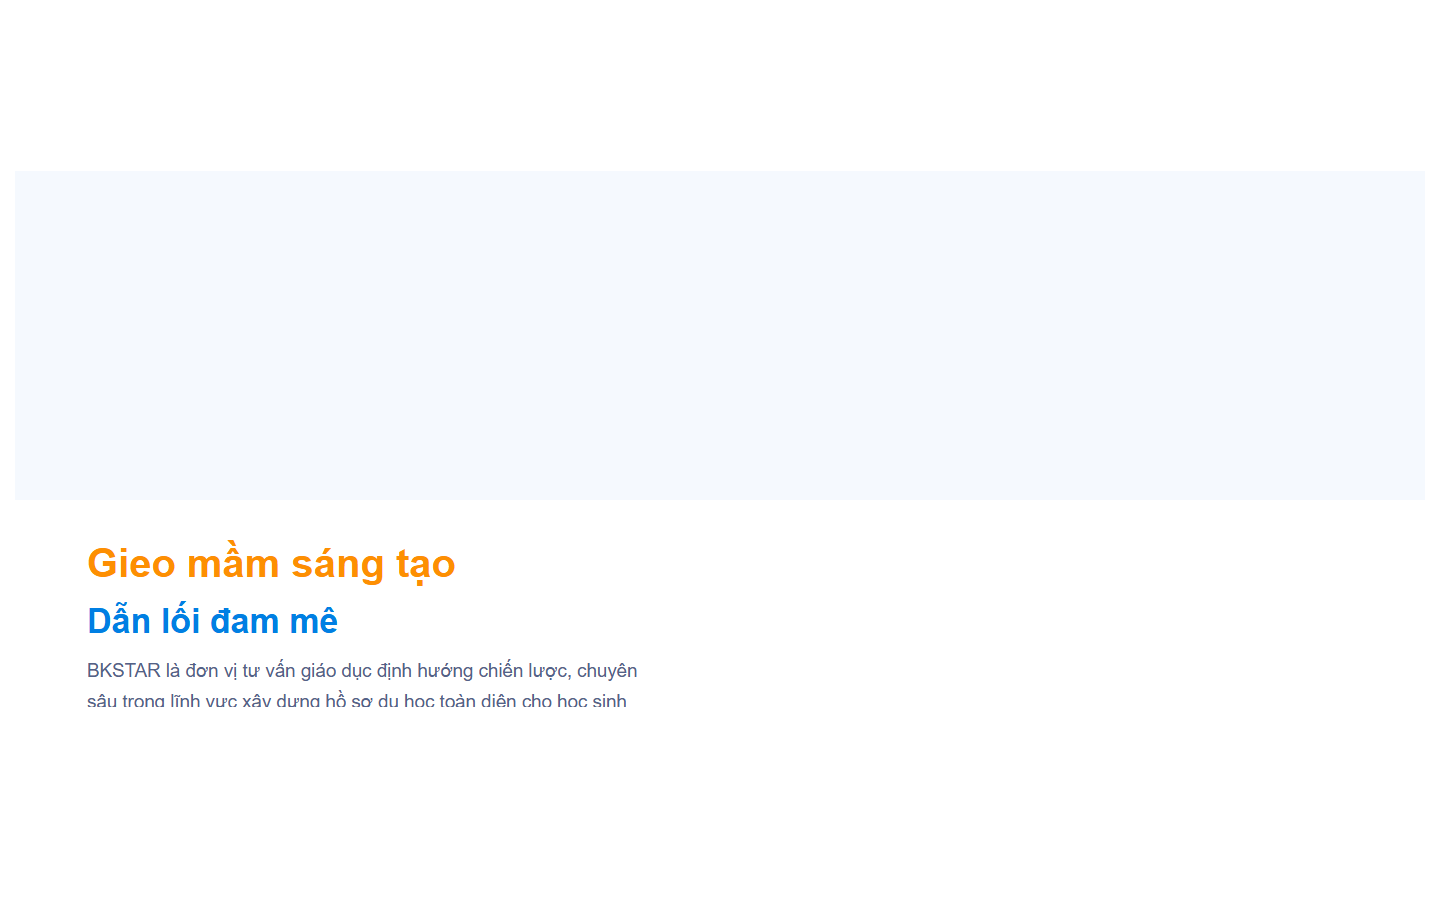 Gieo mầm sáng tạo
Dẫn lối đam mê
BKSTAR là đơn vị tư vấn giáo dục định hướng chiến lược, chuyên
sâu trong lĩnh vực xây dựng hồ sơ du học toàn diện cho học sinh